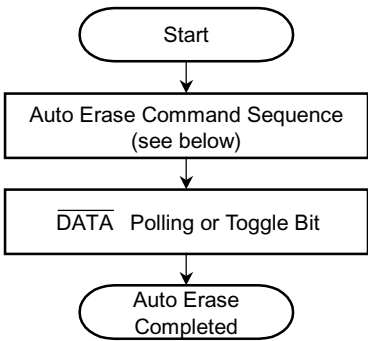 Start
Auto Erase Command Sequence
(see below)
DATA Polling or Toggle Bit
Auto Erase
Completed